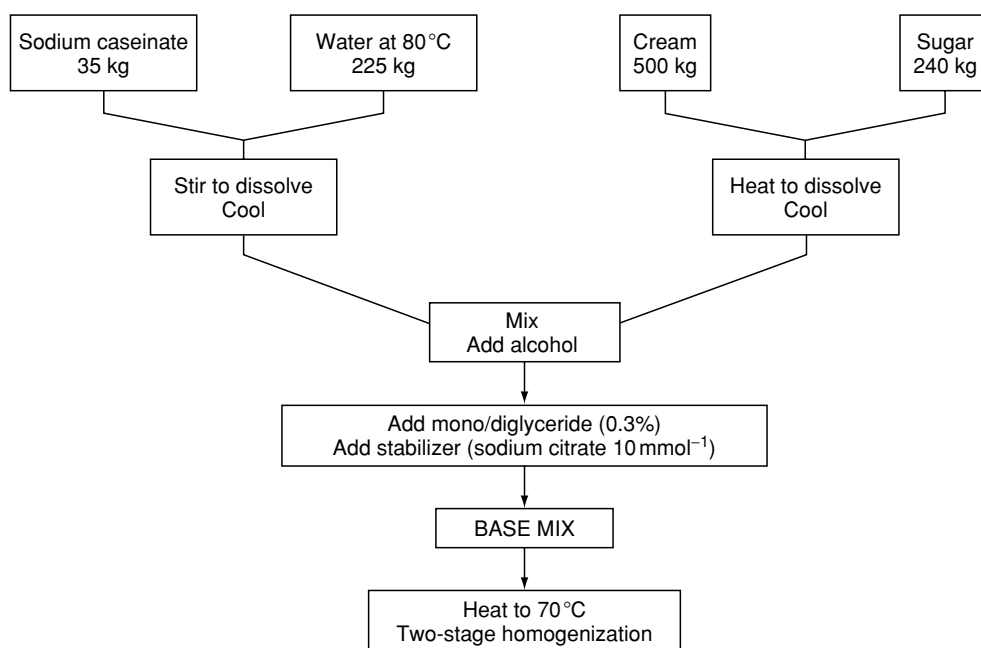 Sodium caseinate
35 kg
Water at 80°C
225 kg
Cream
500 kg
Sugar
240 kg
Stir to dissolve
Cool
Heat to dissolve
Cool
Mix
Add alcohol
Add mono/diglyceride (0.3%)
Add stabilizer (sodium citrate 10 mmol⁻¹)
BASE MIX
Heat to 70°C
Two-stage homogenization